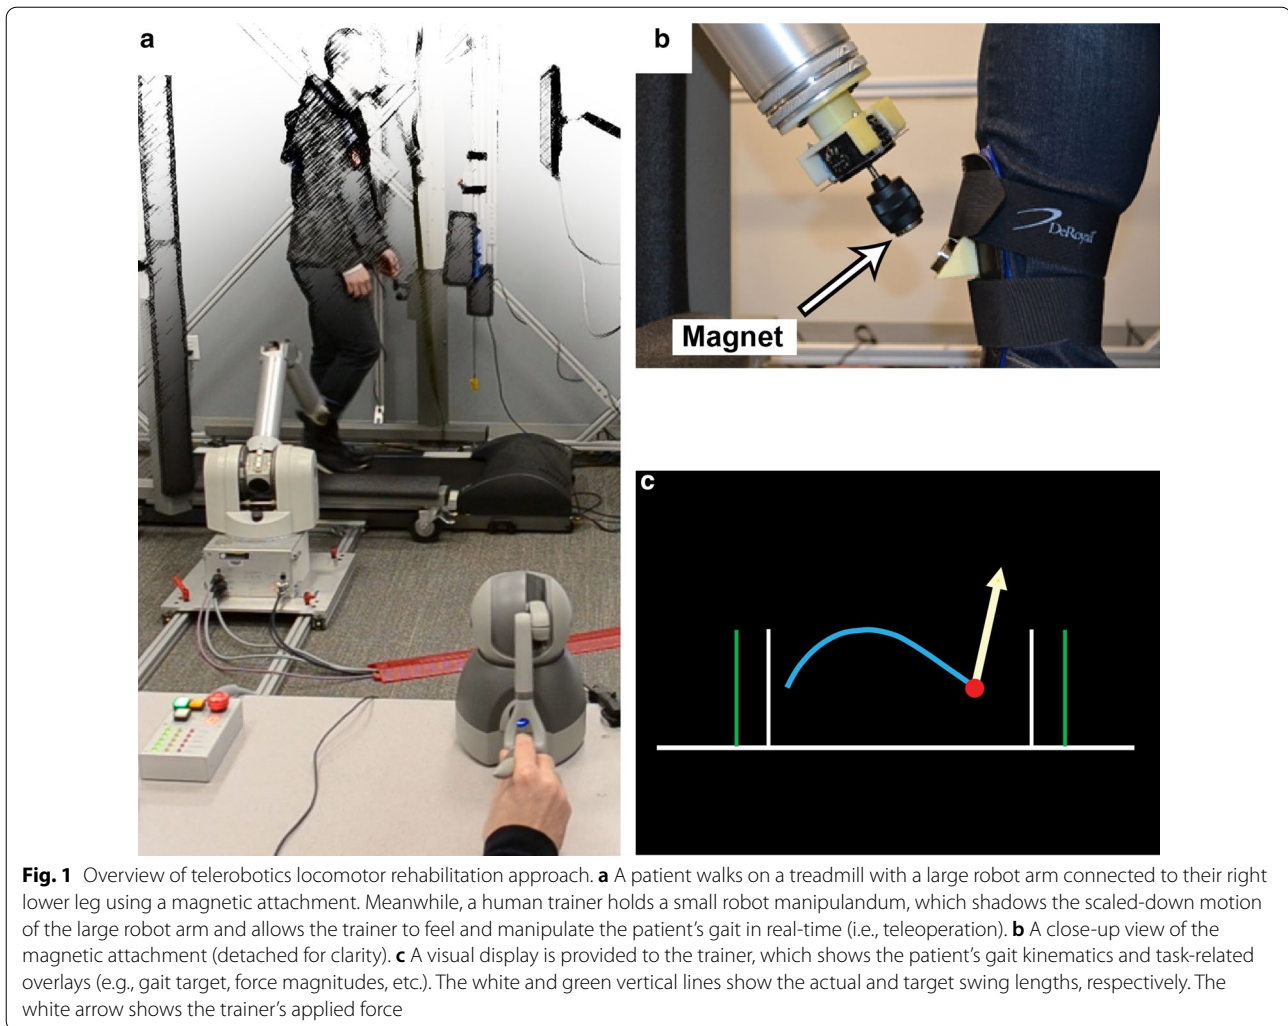 a
b
DeRoyal
Magnet
c
Fig. 1 Overview of telerobotics locomotor rehabilitation approach. a A patient walks on a treadmill with a large robot arm connected to their right
lower leg using a magnetic attachment. Meanwhile, a human trainer holds a small robot manipulandum, which shadows the scaled-down motion
of the large robot arm and allows the trainer to feel and manipulate the patient's gait in real-time (i.e., teleoperation). b A close-up view of the
magnetic attachment (detached for clarity). c A visual display is provided to the trainer, which shows the patient's gait kinematics and task-related
overlays (e.g., gait target, force magnitudes, etc.). The white and green vertical lines show the actual and target swing lengths, respectively. The
white arrow shows the trainer's applied force